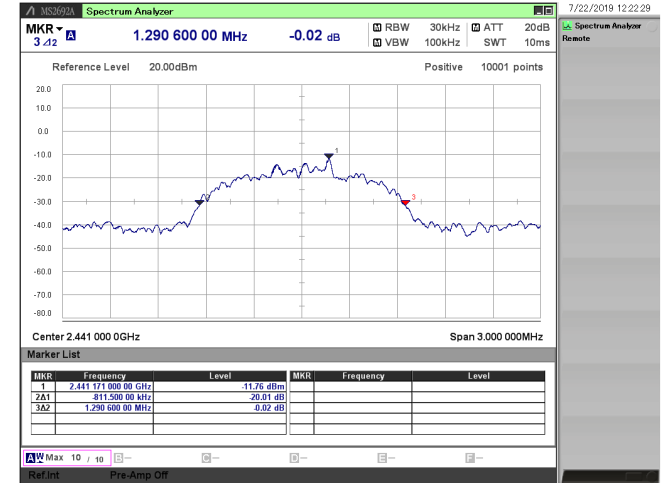 MS2692A Spectrum Analyzer 7/22/2019 12:22:29
MKR A 1.290 600 00 MHz -0.02 dB M RBW 30kHz M ATT 20dB Spectrum Analyzer
3 Δ2 M VBW 100kHz SWT 10ms Remote
Reference Level 20.00dBm Positive 10001 points
20.0
10.0
0.0
-10.0
1
-20.0
-30.0
2
3
-40.0
-50.0
-60.0
-70.0
-80.0
Center 2.441 000 0GHz Span 3.000 000MHz
Marker List
MKR Frequency Level MKR Frequency Level
1 2.441 171 000 00 GHz -11.76 dBm
2Δ1 -811.500 00 kHz -20.01 dB
3Δ2 1.290 600 00 MHz -0.02 dB
A W Max 10 / 10 B -- C -- D -- E -- F --
Ref.Int Pre-Amp Off